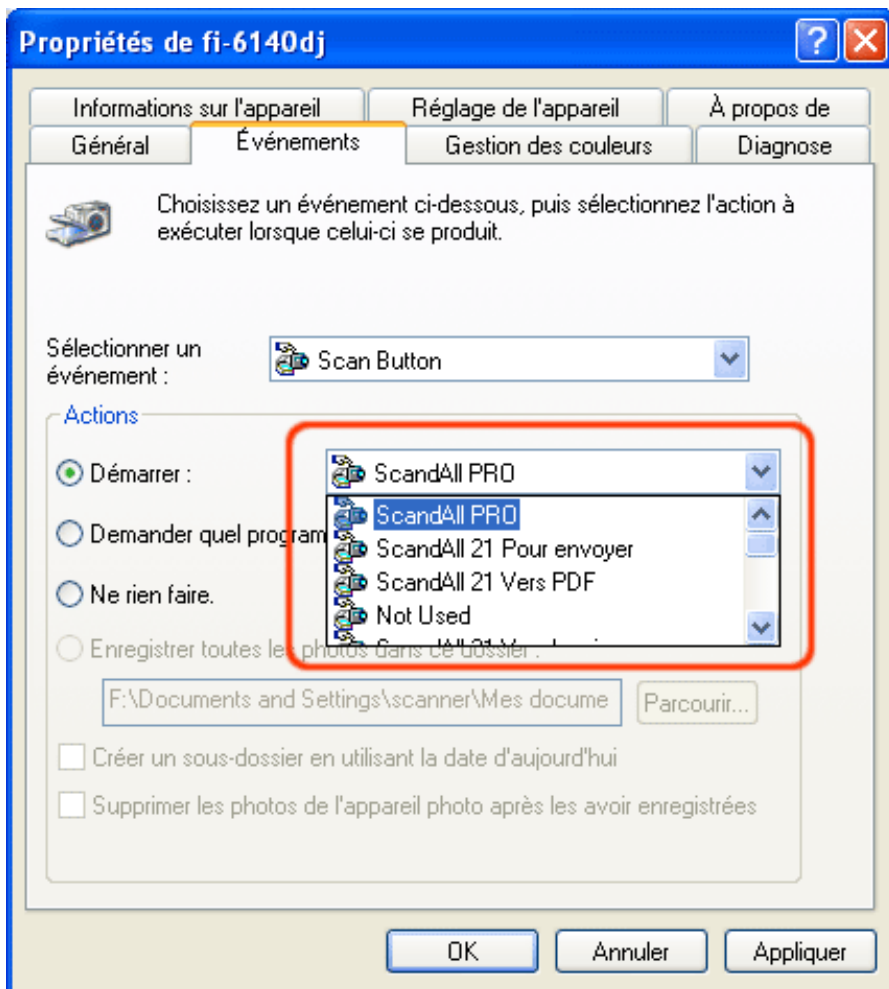 Propriétés de fi-6140dj
Informations sur l'appareil
Réglage de l'appareil
À propos de
Général
Événements
Gestion des couleurs
Diagnose
Choisissez un événement ci-dessous, puis sélectionnez l'action à
exécuter lorsque celui-ci se produit.
Sélectionner un
événement :
Scan Button
Actions
Démarrer :
ScandAll PRO
ScandAll PRO
Demander quel program
ScandAll 21 Pour envoyer
ScandAll 21 Vers PDF
Ne rien faire.
Not Used
Enregistrer toutes les photos dans ce dossier :
F:\Documents and Settings\scanner\Mes docume
Parcourir...
Créer un sous-dossier en utilisant la date d'aujourd'hui
Supprimer les photos de l'appareil photo après les avoir enregistrées
OK
Annuler
Appliquer